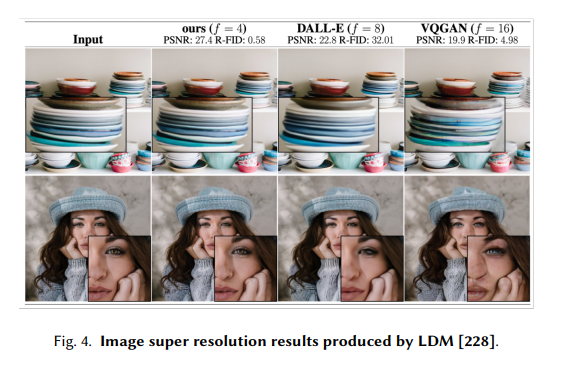 Input
ours (f = 4)
PSNR: 27.4 R-FID: 0.58
DALL-E (f = 8)
PSNR: 22.8 R-FID: 32.01
VQGAN (f = 16)
PSNR: 19.9 R-FID: 4.98
Fig. 4. Image super resolution results produced by LDM [228].